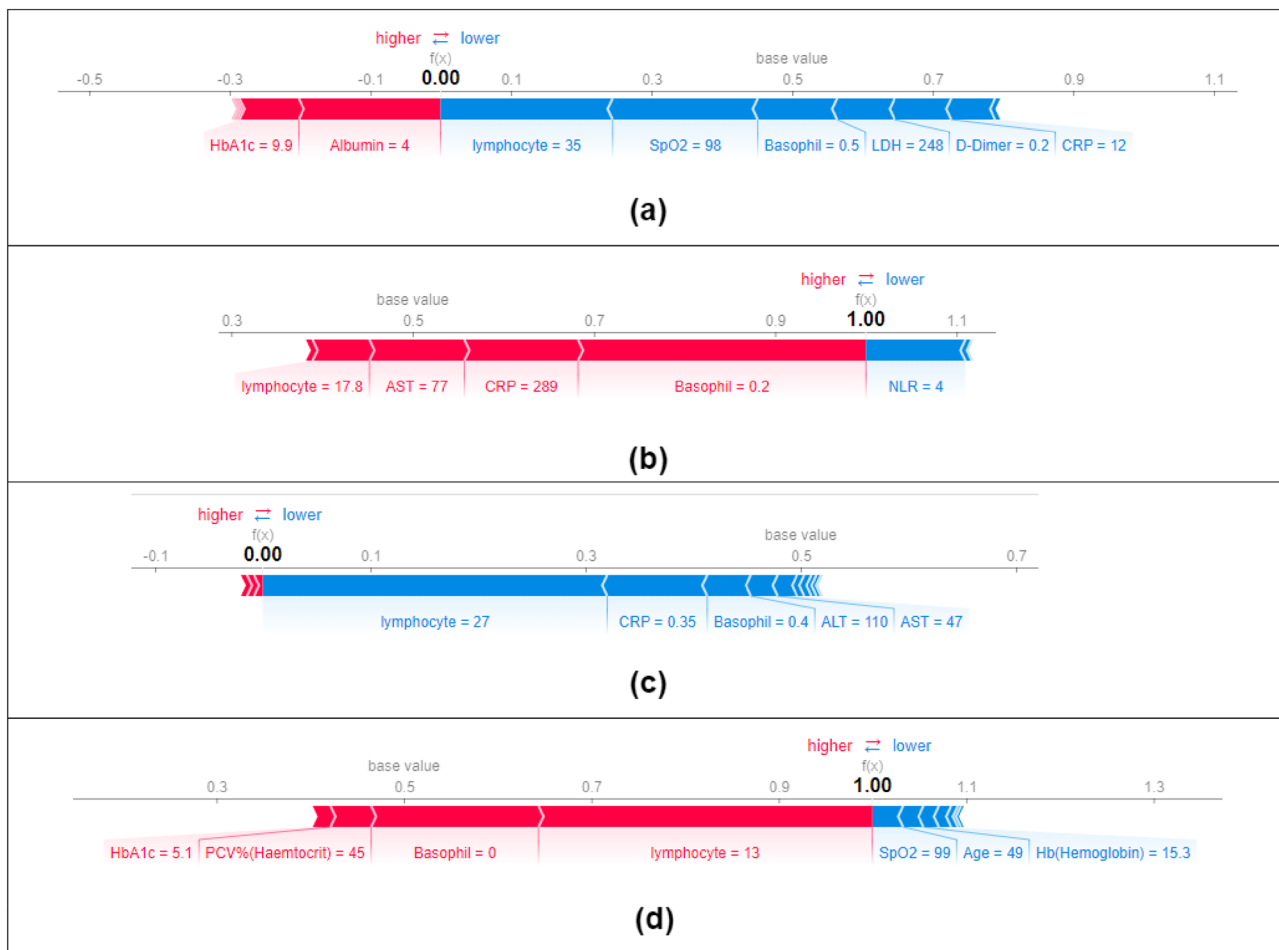 higher ⇄ lower
f(x)
base value
-0.5 -0.3 -0.1 0.00 0.1 0.3 0.5 0.7 0.9 1.1
HbA1c = 9.9 Albumin = 4 lymphocyte = 35 SpO2 = 98 Basophil = 0.5 LDH = 248 D-Dimer = 0.2 CRP = 12
(a)
higher ⇄ lower
base value f(x)
0.3 0.5 0.7 0.9 1.00 1.1
lymphocyte = 17.8 AST = 77 CRP = 289 Basophil = 0.2 NLR = 4
(b)
higher ⇄ lower
f(x) base value
-0.1 0.00 0.1 0.3 0.5 0.7
lymphocyte = 27 CRP = 0.35 Basophil = 0.4 ALT = 110 AST = 47
(c)
higher ⇄ lower
base value f(x)
0.3 0.5 0.7 0.9 1.00 1.1 1.3
HbA1c = 5.1 PCV%(Haemtocrit) = 45 Basophil = 0 lymphocyte = 13 SpO2 = 99 Age = 49 Hb(Hemoglobin) = 15.3
(d)